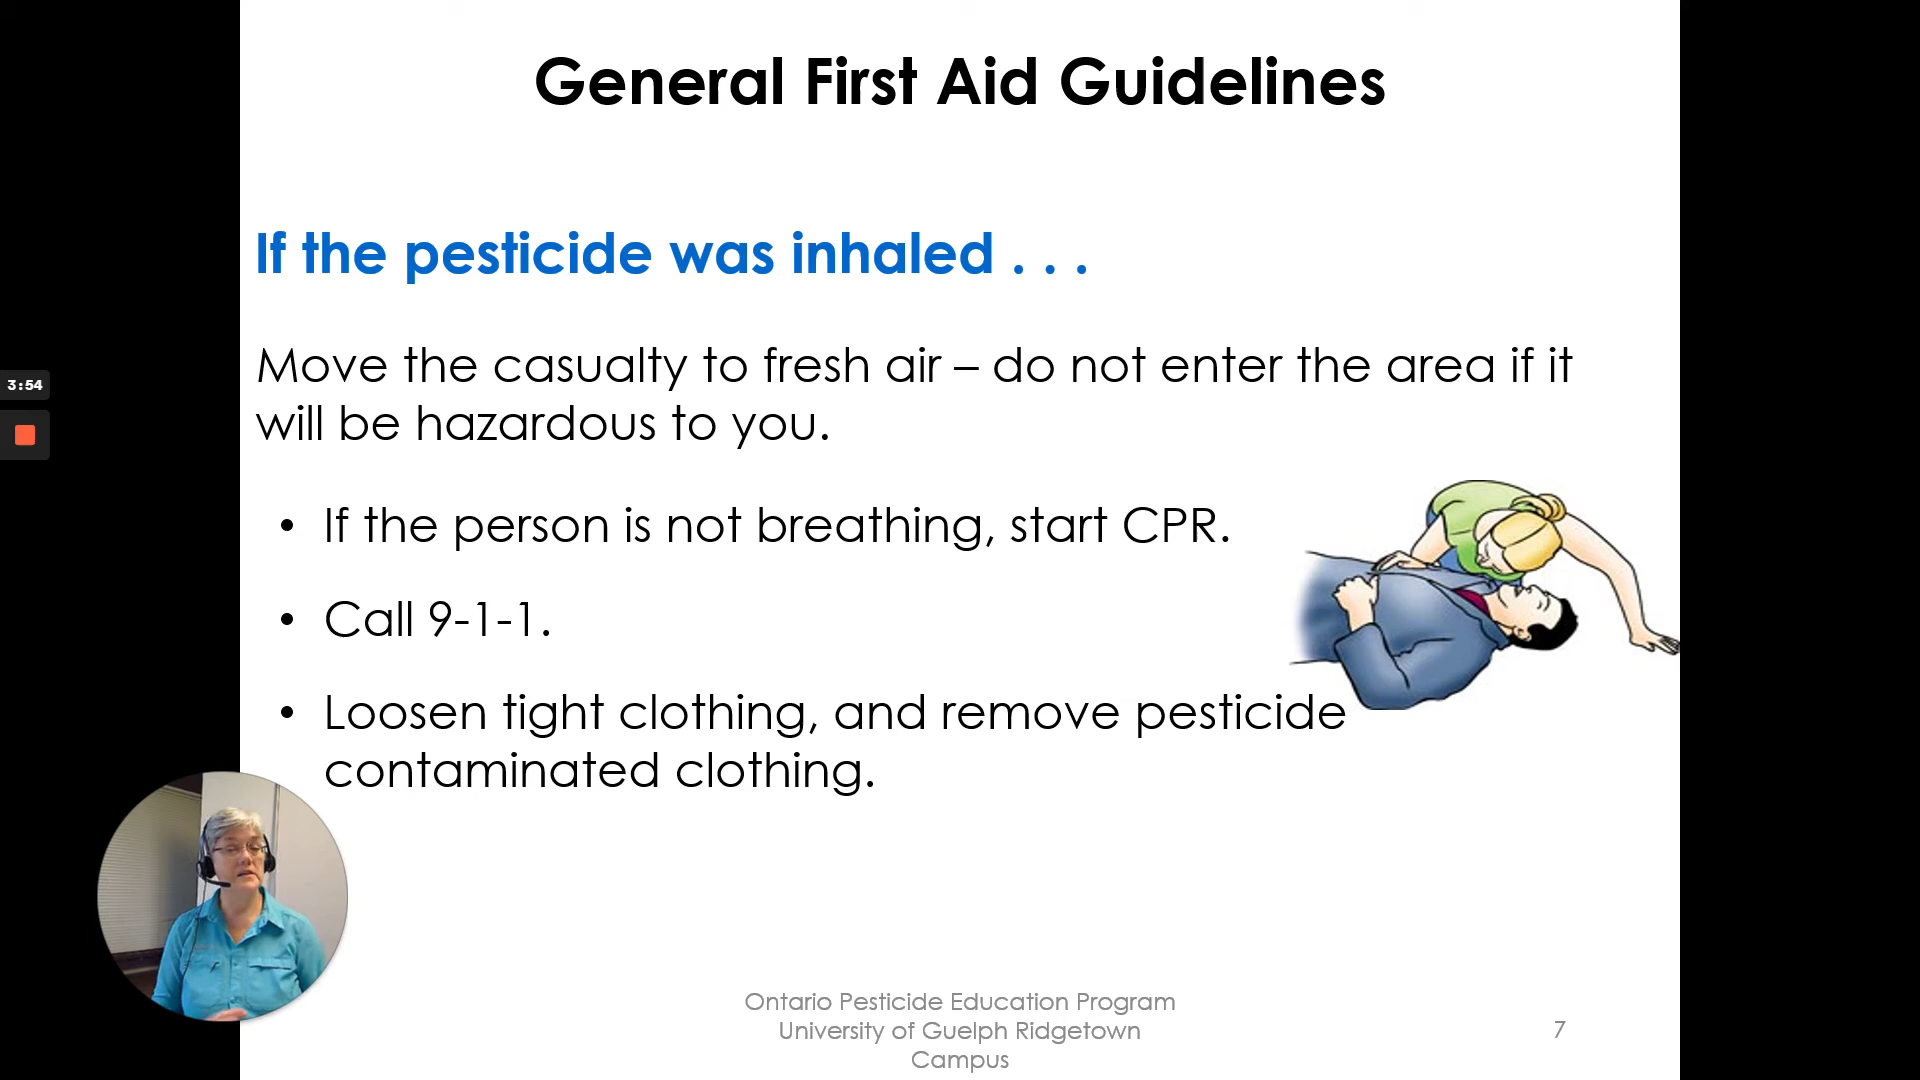 General First Aid Guidelines
If the pesticide was inhaled . . .
Move the casualty to fresh air – do not enter the area if it
will be hazardous to you.
• If the person is not breathing, start CPR.
• Call 9-1-1.
• Loosen tight clothing, and remove pesticide
contaminated clothing.
3:54
Ontario Pesticide Education Program
University of Guelph Ridgetown
Campus
7